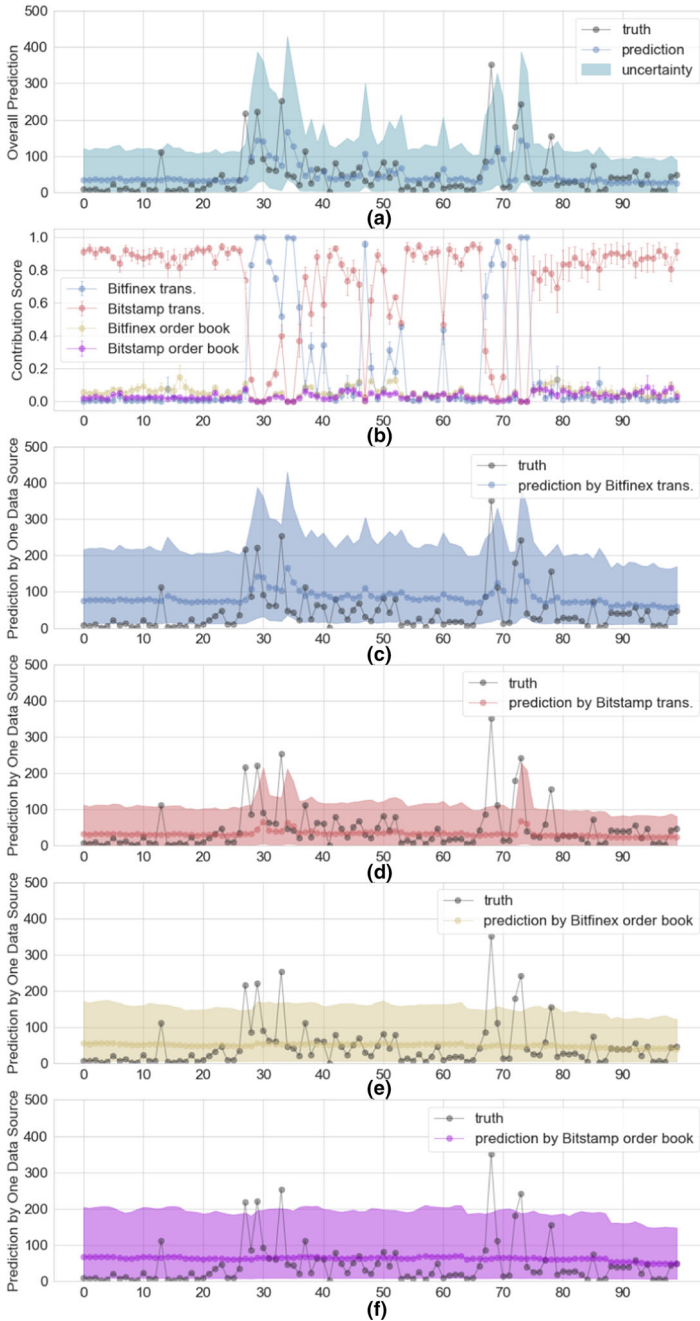 500
400
300
200
100
0
Overall Prediction
truth
prediction
uncertainty
0 10 20 30 40 50 60 70 80 90
(a)
1.0
0.8
0.6
0.4
0.2
0.0
Contribution Score
Bitfinex trans.
Bitstamp trans.
Bitfinex order book
Bitstamp order book
0 10 20 30 40 50 60 70 80 90
(b)
500
400
300
200
100
0
Prediction by One Data Source
truth
prediction by Bitfinex trans.
0 10 20 30 40 50 60 70 80 90
(c)
500
400
300
200
100
0
Prediction by One Data Source
truth
prediction by Bitstamp trans.
0 10 20 30 40 50 60 70 80 90
(d)
500
400
300
200
100
0
Prediction by One Data Source
truth
prediction by Bitfinex order book
0 10 20 30 40 50 60 70 80 90
(e)
500
400
300
200
100
0
Prediction by One Data Source
truth
prediction by Bitstamp order book
0 10 20 30 40 50 60 70 80 90
(f)